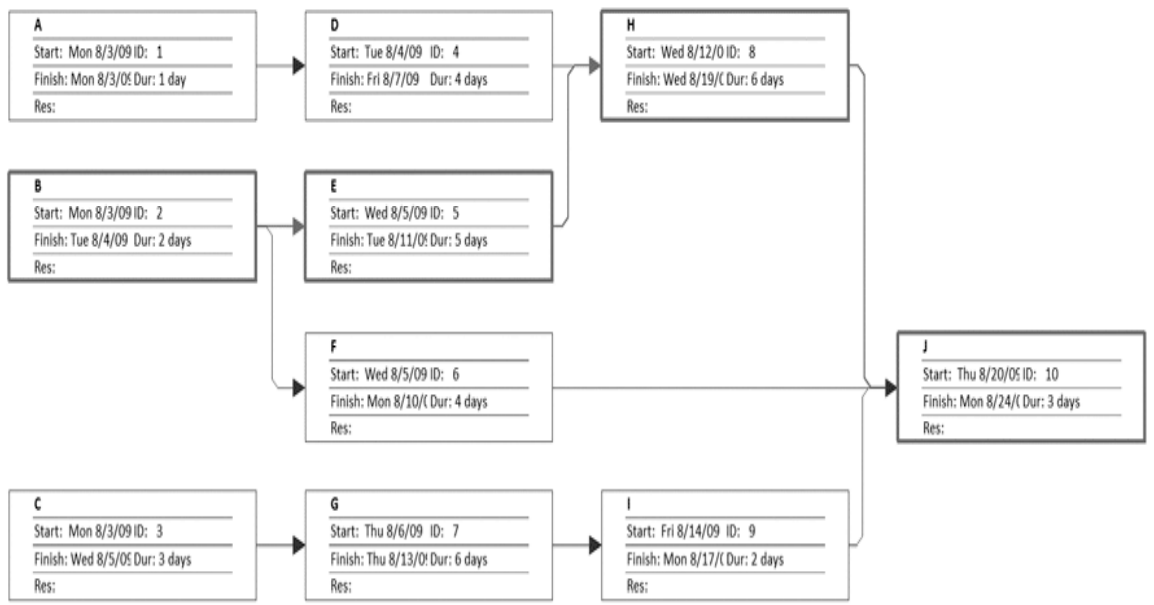 A
Start: Mon 8/3/09 ID: 1
Finish: Mon 8/3/09 Dur: 1 day
Res:
D
Start: Tue 8/4/09 ID: 4
Finish: Fri 8/7/09 Dur: 4 days
Res:
H
Start: Wed 8/12/0 ID: 8
Finish: Wed 8/19/0 Dur: 6 days
Res:
B
Start: Mon 8/3/09 ID: 2
Finish: Tue 8/4/09 Dur: 2 days
Res:
E
Start: Wed 8/5/09 ID: 5
Finish: Tue 8/11/09 Dur: 5 days
Res:
F
Start: Wed 8/5/09 ID: 6
Finish: Mon 8/10/0 Dur: 4 days
Res:
J
Start: Thu 8/20/09 ID: 10
Finish: Mon 8/24/0 Dur: 3 days
Res:
C
Start: Mon 8/3/09 ID: 3
Finish: Wed 8/5/09 Dur: 3 days
Res:
G
Start: Thu 8/6/09 ID: 7
Finish: Thu 8/13/09 Dur: 6 days
Res:
I
Start: Fri 8/14/09 ID: 9
Finish: Mon 8/17/0 Dur: 2 days
Res: